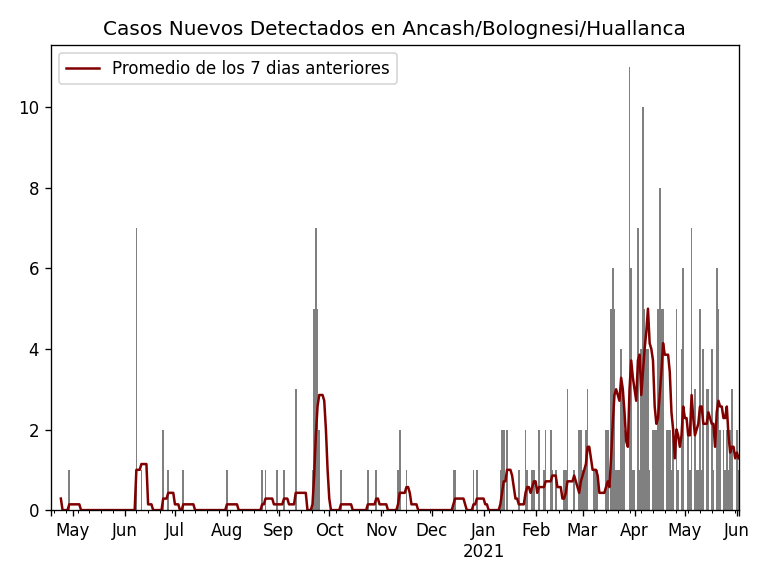 Casos Nuevos Detectados en Ancash/Bolognesi/Huallanca
Promedio de los 7 dias anteriores
10
8
6
4
2
0
May Jun Jul Aug Sep Oct Nov Dec Jan Feb Mar Apr May Jun
2021